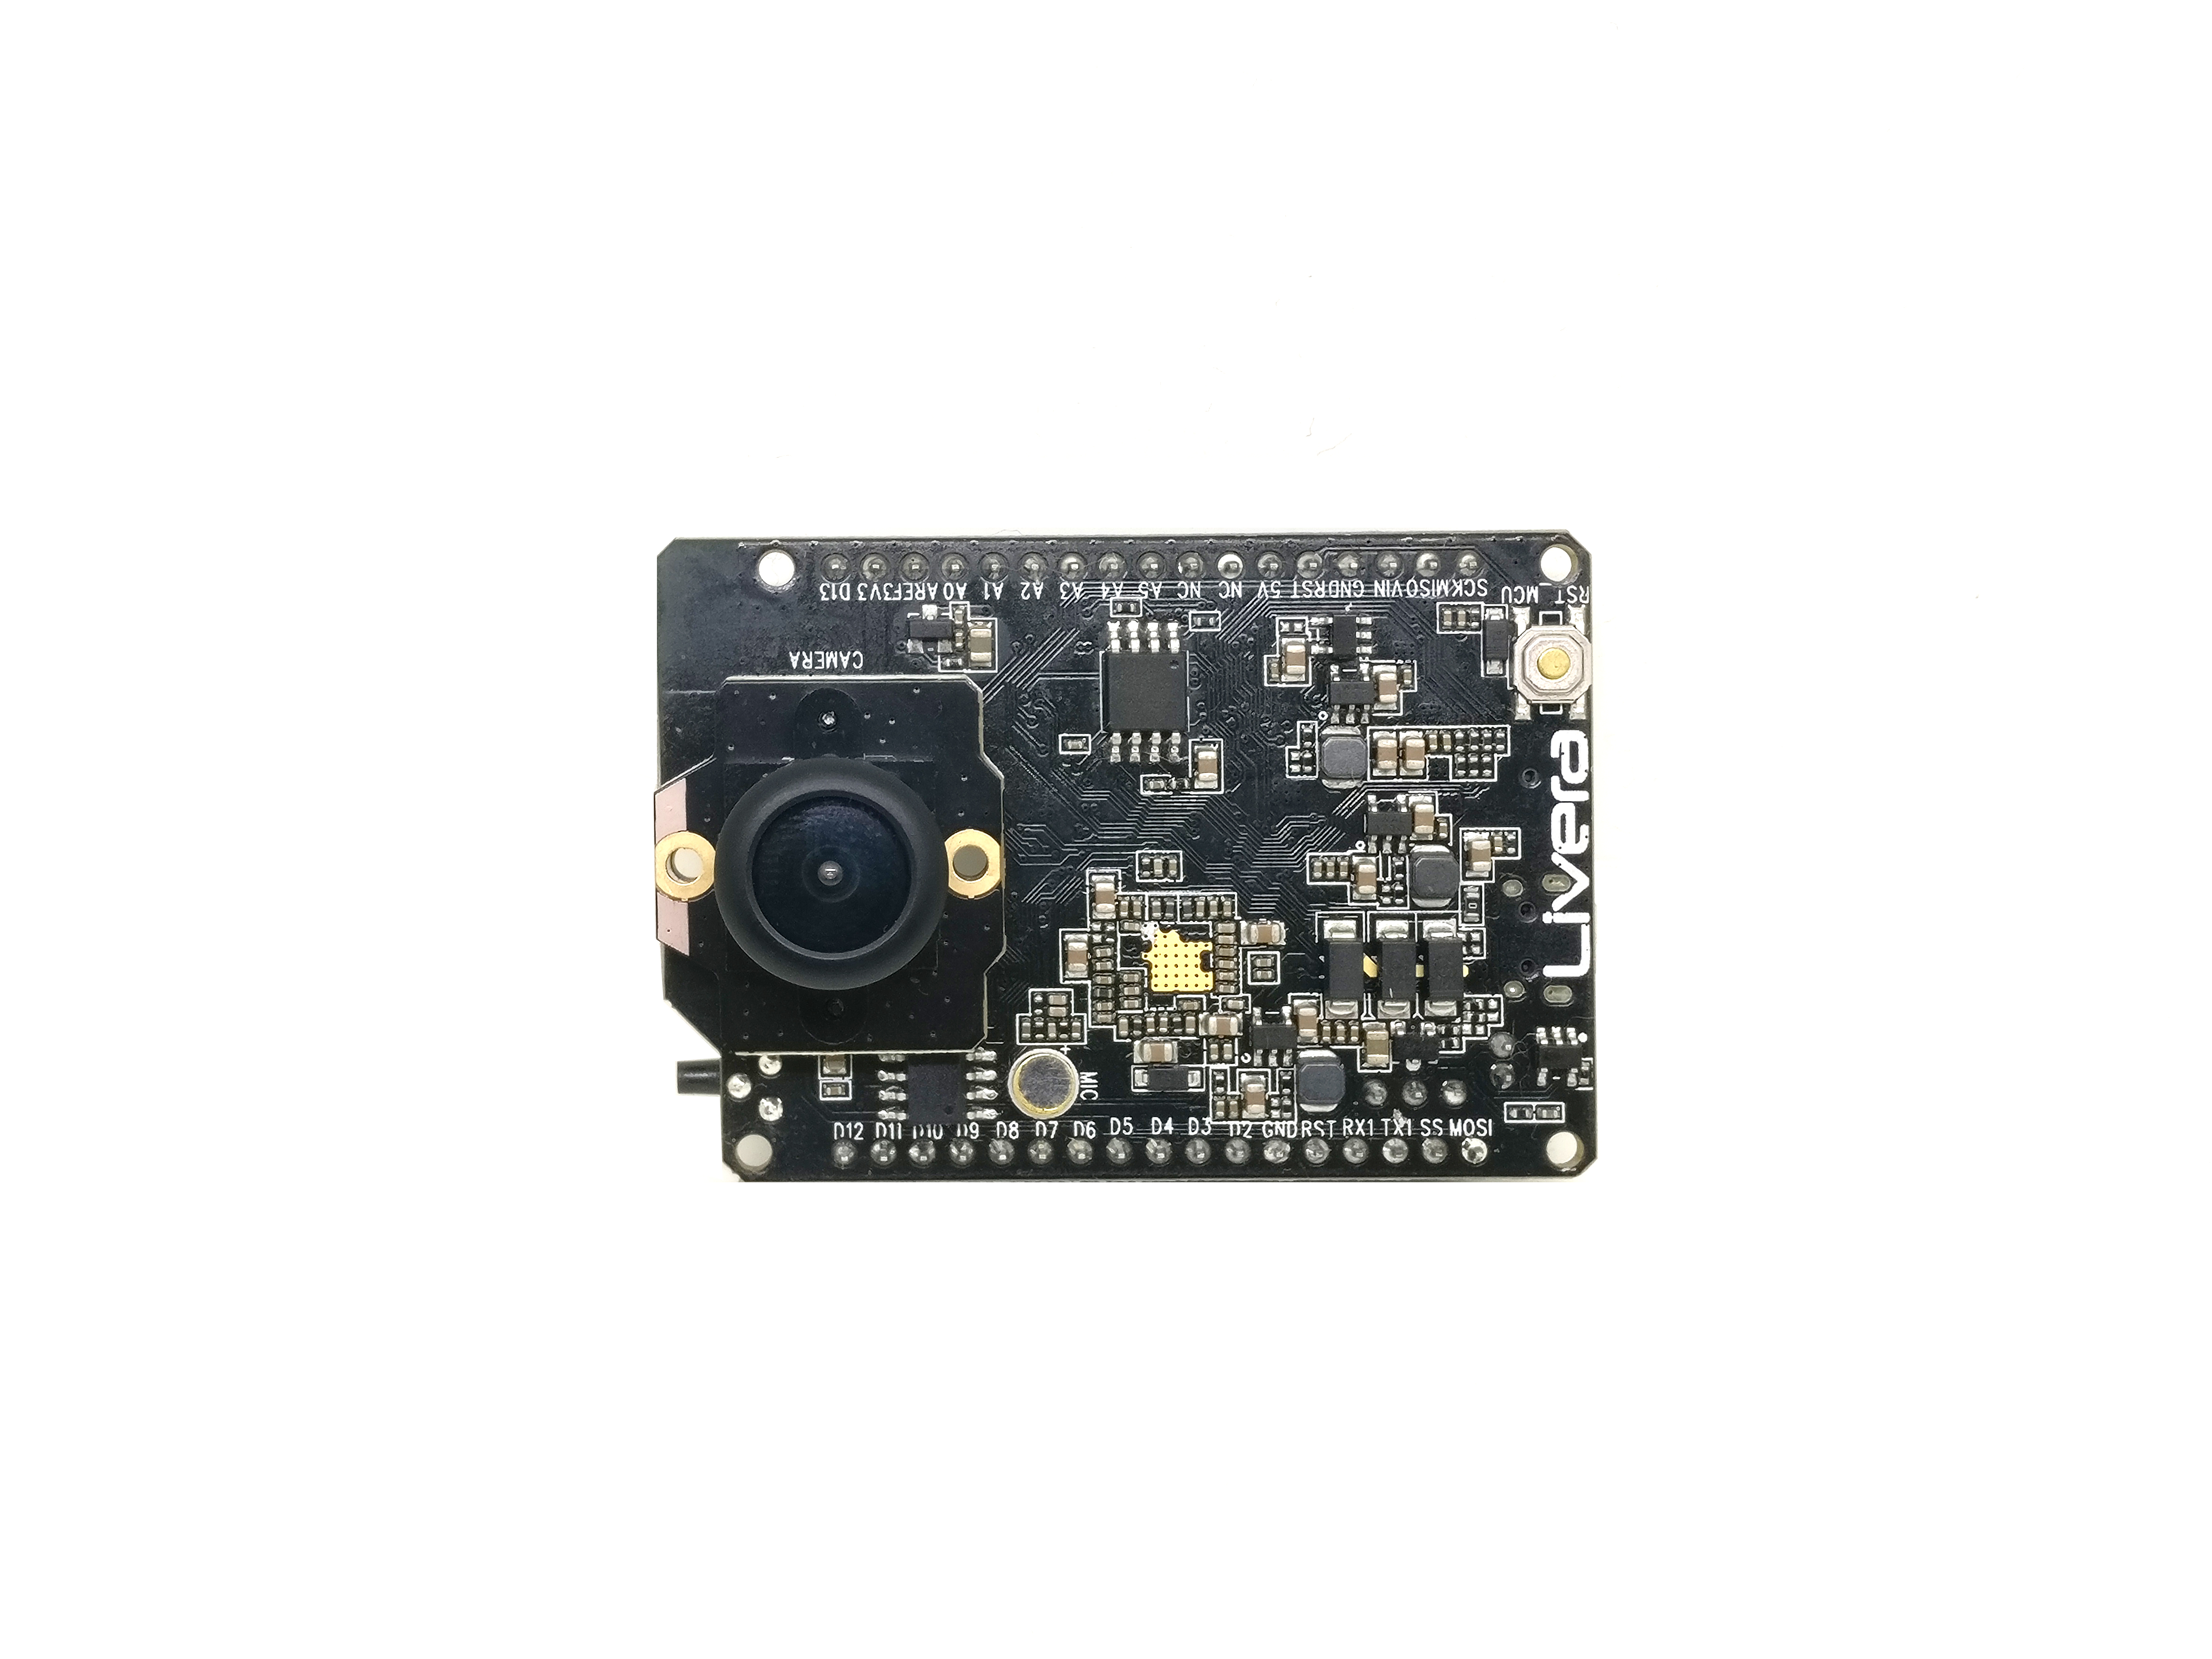 D13 3V3 AREF A0 A1 A2 A3 A4 A5 NC NC 5V RST GND VIN MISO SCK
MCU RST
CAMERA
Livera
MIC
+
D12 D11 D10 D9 D8 D7 D6 D5 D4 D3 D2 GND RST RX1 TX1 SS MOSI